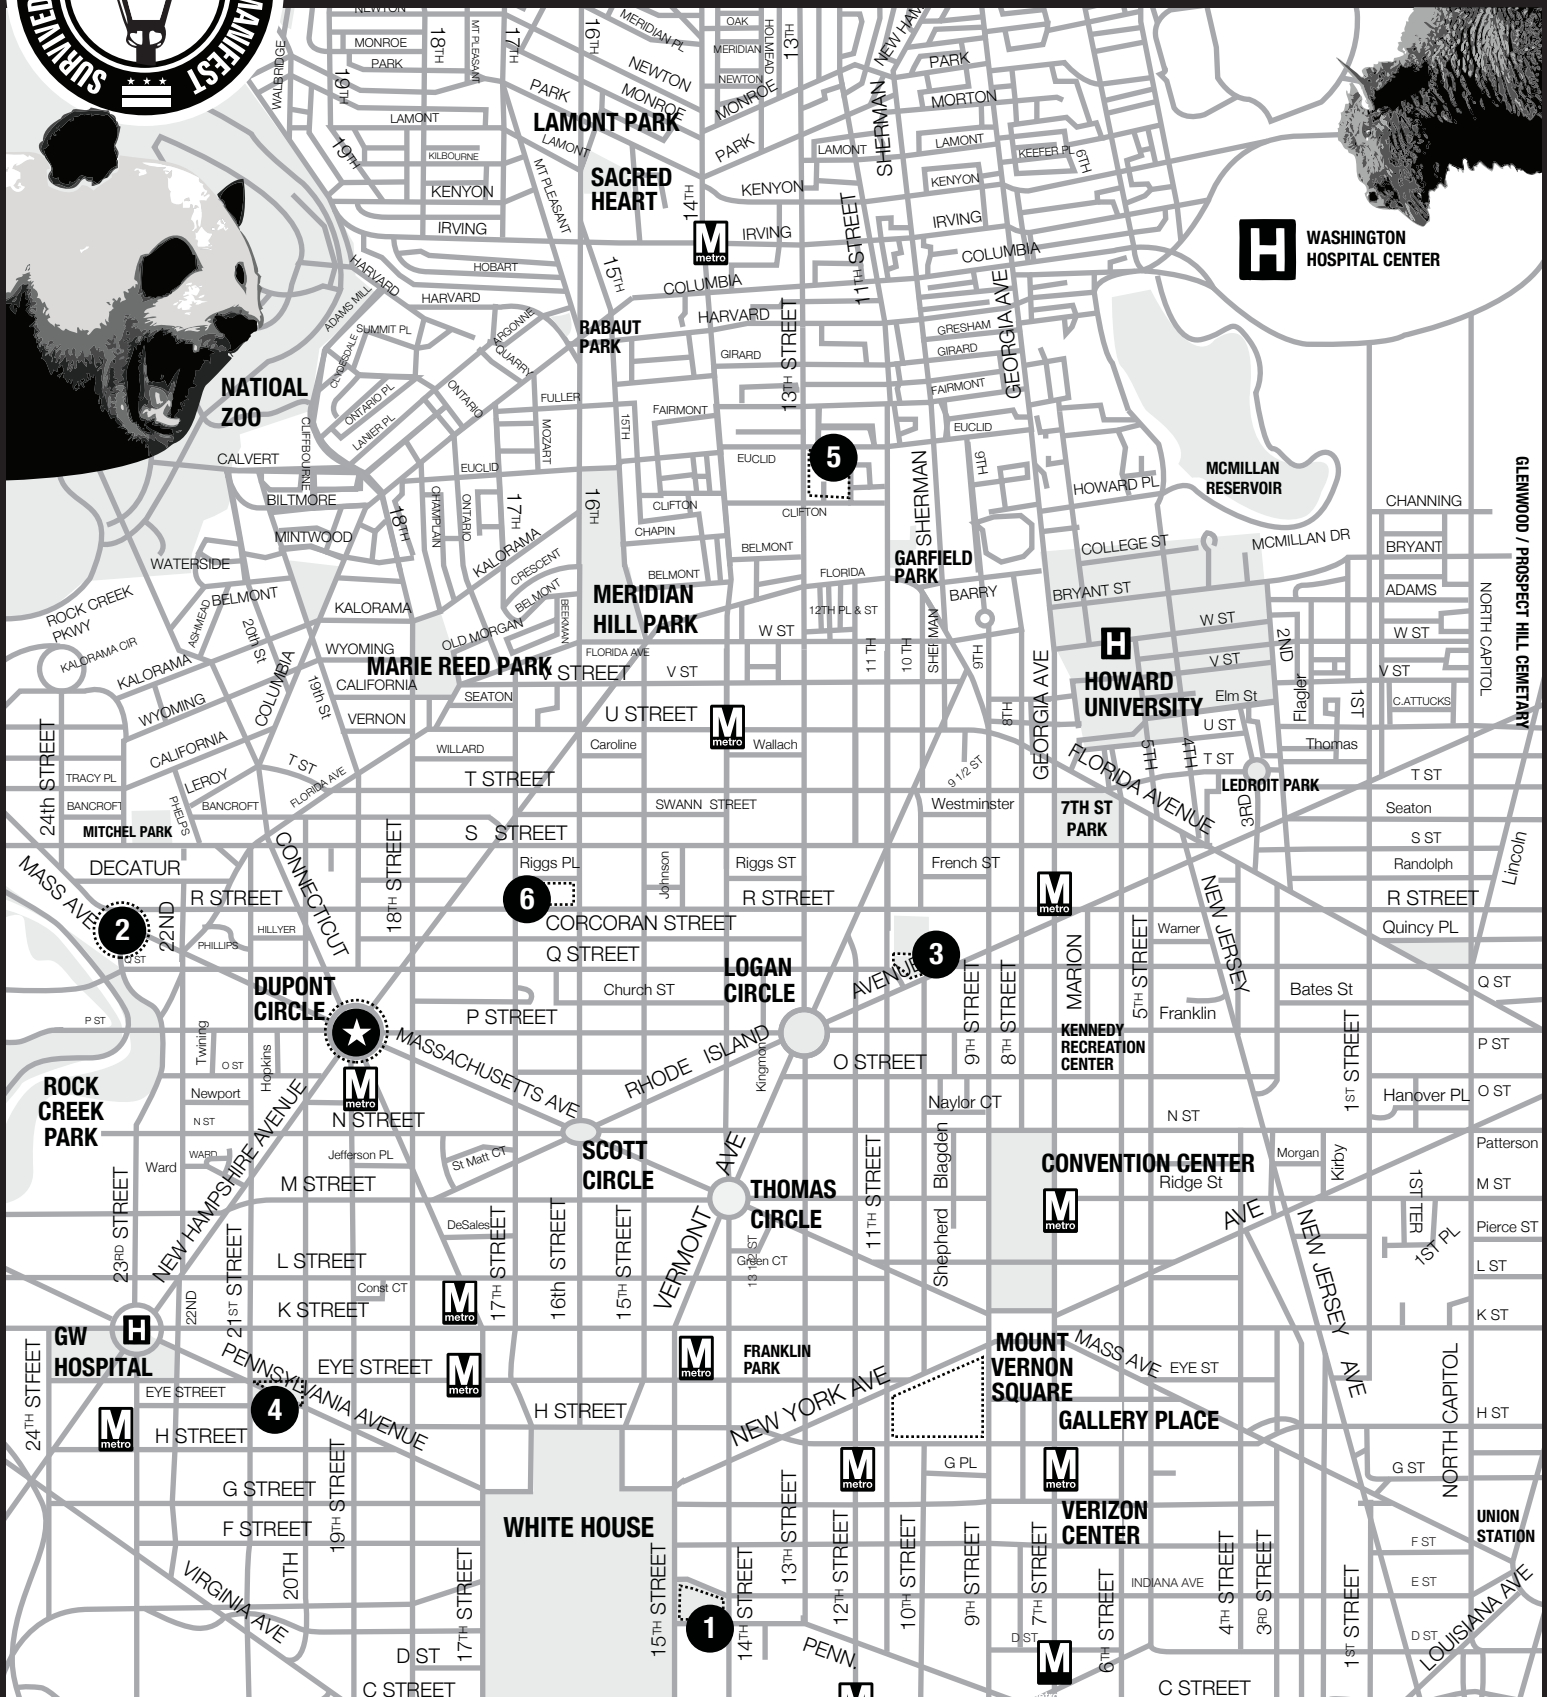 SURVIVED
MANIFEST
NEWTON
MONROE
PARK
WALBRIDGE
19TH
18TH
MT PLEASANT
17TH
16TH
MERIDIAN PL
OAK
MERIDIAN
NEWTON
HOLMEAD
13TH
NEWTON
MONROE
MONROE
PARK
SHERMAN
NEW HAM
PARK
MORTON
LAMONT
19TH
LAMONT PARK
LAMONT
PARK
LAMONT
LAMONT
KEEFER PL
6TH
KILBOURNE
KENYON
MT PLEASANT
SACRED
HEART
14TH
KENYON
KENYON
IRVING
M
metro
IRVING
11TH STREET
IRVING
COLUMBIA
H
WASHINGTON
HOSPITAL CENTER
HOBART
HARVARD
HARVARD
15TH
COLUMBIA
HARVARD
13TH STREET
GEORGIA AVE
ADAMS MILL
SUMMIT PL
CLYDESDALE
ARGONNE
QUARRY
RABAUT
PARK
GIRARD
GRESHAM
GIRARD
FAIRMONT
NATIOAL
ZOO
ONTARIO PL
LANIER PL
ONTARIO
FULLER
MOZART
15TH
FAIRMONT
EUCLID
CALVERT
CLIFFBOURNE
BILTMORE
MINTWOOD
EUCLID
EUCLID
5
SHERMAN
9TH
HOWARD PL
MCMILLAN
RESERVOIR
CHANNING
18TH
CHAMPLAIN
ONTARIO
17TH
16TH
CLIFTON
CHAPIN
CLIFTON
BELMONT
COLLEGE ST
MCMILLAN DR
BRYANT
GLENWOOD / PROSPECT HILL CEMETARY
WATERSIDE
KALORAMA
CRESCENT
BELMONT
BELMONT
FLORIDA
GARFIELD
PARK
BARRY
BRYANT ST
ADAMS
ROCK CREEK
PKWY
ASHMEAD
BELMONT
20th St
KALORAMA
OLD MORGAN
BEEKMAN
MERIDIAN
HILL PARK
12TH PL & ST
W ST
W ST
W ST
NORTH CAPITOL
KALORAMA CIR
KALORAMA
WYOMING
MARIE REED PARK
FLORIDA AVE
V STREET
V ST
11 TH
10 TH
SHERMAN
9TH
GEORGIA AVE
H
HOWARD
UNIVERSITY
V ST
2ND
V ST
WYOMING
COLUMBIA
19th St
CALIFORNIA
SEATON
VERNON
U STREET
M
metro
8TH
Elm St
Flagler
1ST
C.ATTUCKS
U ST
24th STREET
CALIFORNIA
WILLARD
Caroline
Wallach
5TH
4TH
T ST
Thomas
TRACY PL
LEROY
T ST
FLORIDA AVE
T STREET
9 1/2 ST
FLORIDA AVENUE
LEDROIT PARK
T ST
BANCROFT
PHELPS
BANCROFT
SWANN STREET
Westminster
7TH ST
PARK
3RD
Seaton
MITCHEL PARK
CONNECTICUT
18TH STREET
S STREET
S ST
Lincoln
MASS AVE
DECATUR
Riggs PL
Johnson
Riggs ST
French ST
Randolph
R STREET
22ND
6
R STREET
M
metro
NEW JERSEY
R STREET
2
HILLYER
PHILLIPS
CORCORAN STREET
Warner
Quincy PL
Q ST
Q STREET
3
5TH STREET
MARION
DUPONT
CIRCLE
LOGAN
CIRCLE
AVENUE
Church ST
9TH STREET
8TH STREET
Bates St
Q ST
P ST
P STREET
Franklin
Twining
MASSACHUSETTS AVE
RHODE ISLAND
Kingmon
O STREET
KENNEDY
RECREATION
CENTER
1ST STREET
P ST
O ST
Hopkins
M
metro
ROCK
CREEK
PARK
Newport
N ST
N STREET
Naylor CT
N ST
Hanover PL
O ST
NEW HAMPSHIRE AVENUE
WARD
Ward
Jefferson PL
St Matt CT
SCOTT
CIRCLE
AVE
Blagden
CONVENTION CENTER
Ridge St
Morgan
Kirby
Patterson
23RD STREET
M STREET
THOMAS
CIRCLE
11TH STREET
M
metro
AVE
1ST TER
M ST
21ST STREET
DeSales
17TH STREET
16th STREET
15TH STREET
VERMONT
13 1/2 ST
Green CT
Shepherd
NEW JERSEY
AVE
1ST PL
Pierce ST
L STREET
L ST
22ND
Const CT
K STREET
M
metro
K ST
H
GW
HOSPITAL
PENNSYLVANIA AVENUE
EYE STREET
M
metro
M
metro
FRANKLIN
PARK
MOUNT
VERNON
SQUARE
MASS AVE
EYE ST
24TH STFEET
EYE STREET
4
H STREET
NEW YORK AVE
GALLERY PLACE
NORTH CAPITOL
H ST
M
metro
H STREET
19TH STREET
M
metro
G PL
M
metro
G ST
G STREET
13TH STREET
F STREET
WHITE HOUSE
VERIZON
CENTER
UNION
STATION
F ST
20TH
VIRGINIA AVE
17TH STREET
15TH STREET
14TH STREET
12TH STREET
10TH STREET
9TH STREET
7TH STREET
6TH STREET
INDIANA AVE
4TH STREET
3RD STREET
1ST STREET
E ST
1
PENN.
D ST
D ST
LOUISIANA AVE
D ST
M
C STREET
M
C STREET